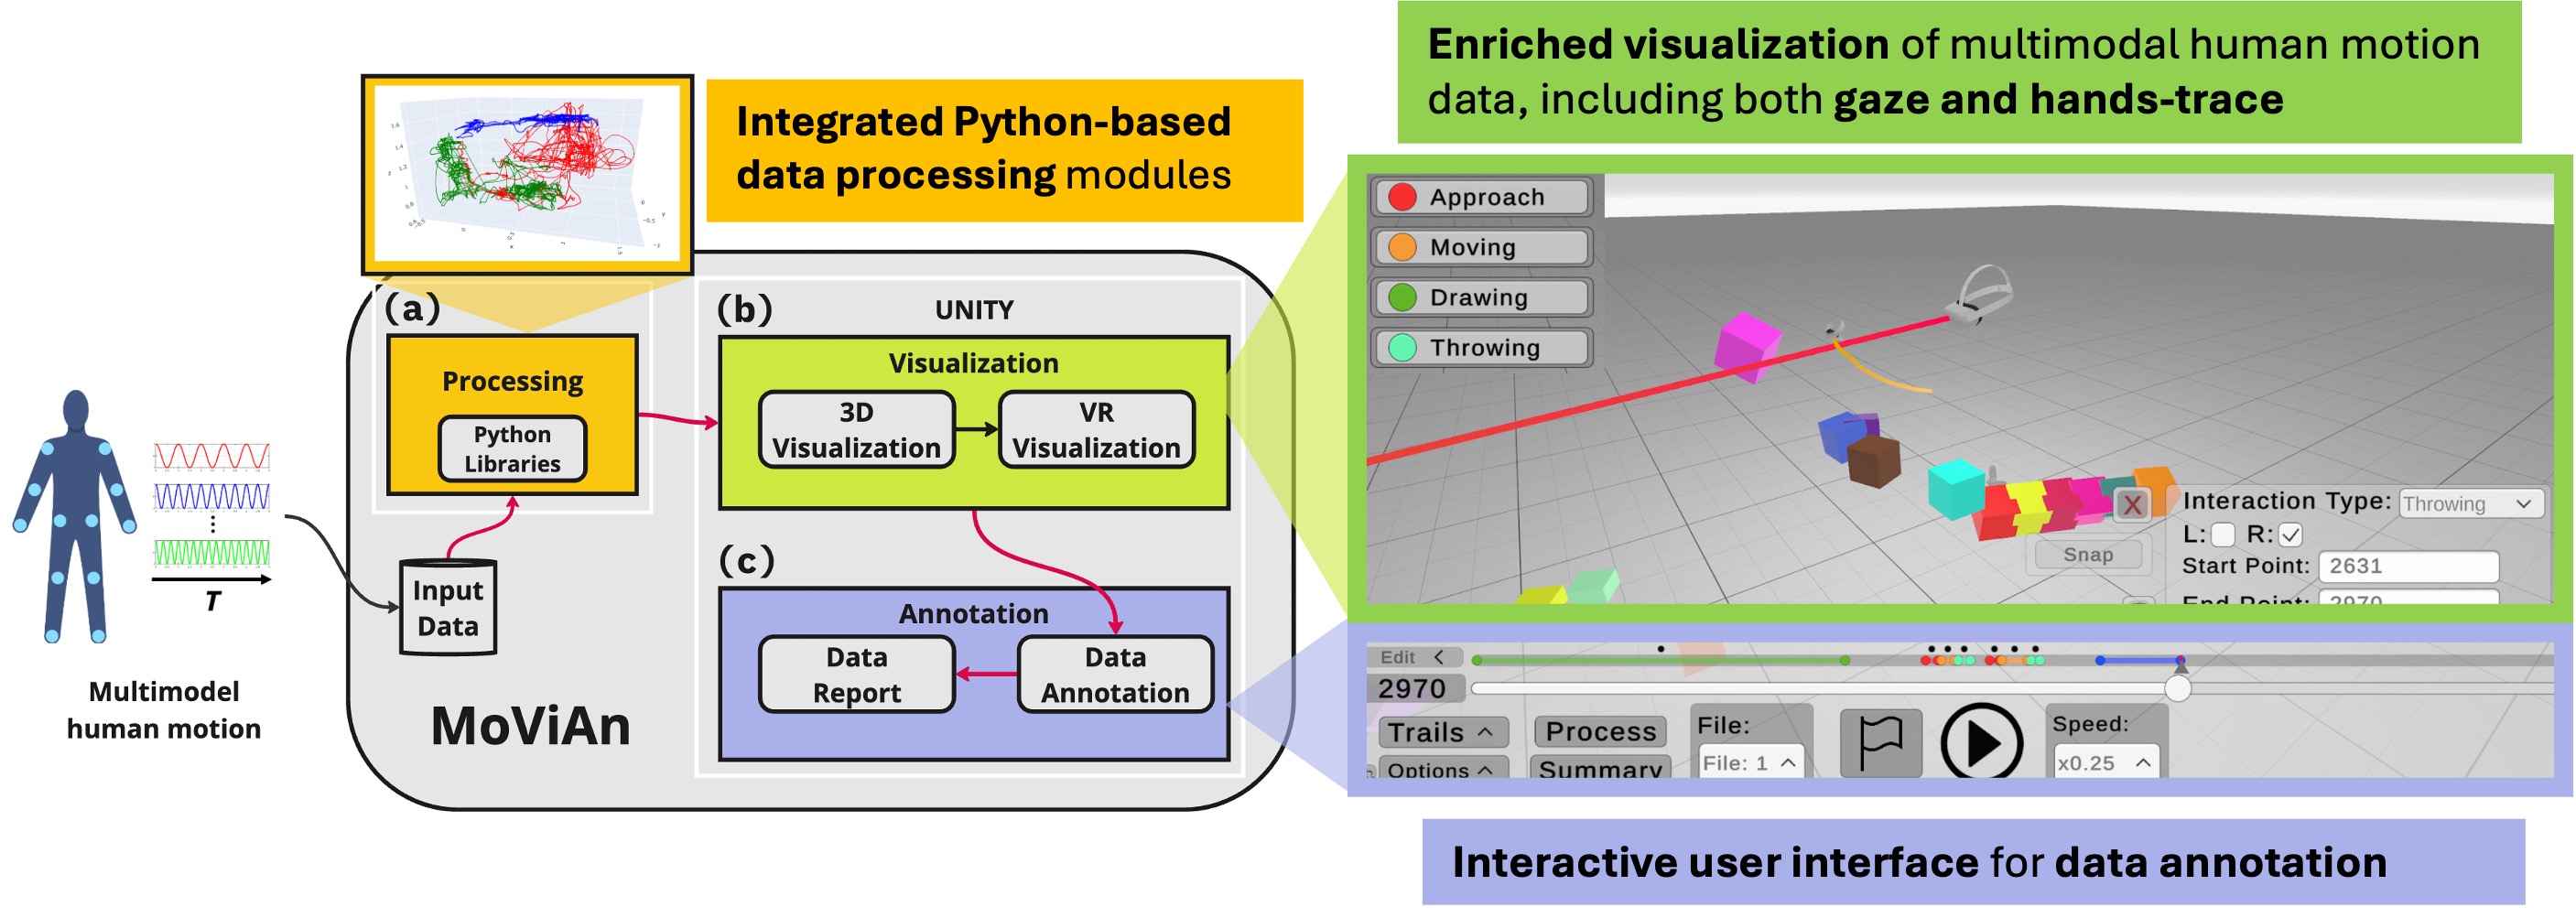 Enriched visualization of multimodal human motion
data, including both gaze and hands-trace
Integrated Python-based
data processing modules
(a)
Processing
Python
Libraries
Input
Data
MoViAn
T
Multimodel
human motion
UNITY
(b)
Visualization
3D
Visualization
VR
Visualization
(c)
Annotation
Data
Report
Data
Annotation
Approach
Moving
Drawing
Throwing
X
Interaction Type: Throwing
L: R:
Snap
Start Point: 2631
End Point: 2970
Edit <
2970
Trails
Options
Process
Summary
File:
File: 1
Speed:
x0.25
Interactive user interface for data annotation